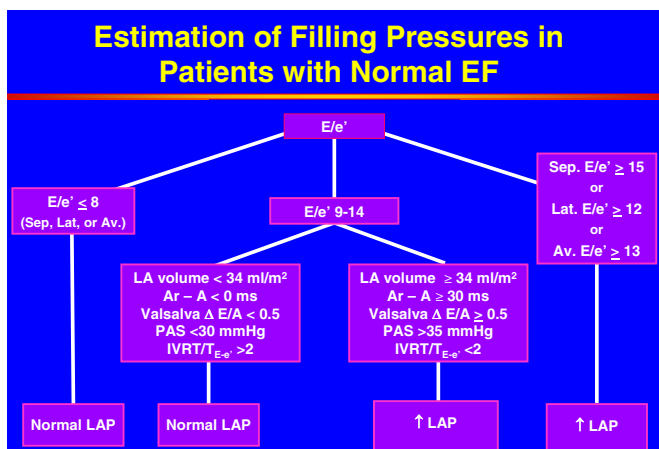 Estimation of Filling Pressures in
Patients with Normal EF
E/e’
E/e’ ≤ 8
(Sep, Lat, or Av.)
E/e’ 9-14
Sep. E/e’ ≥ 15
or
Lat. E/e’ ≥ 12
or
Av. E/e’ ≥ 13
LA volume < 34 ml/m²
Ar – A < 0 ms
Valsalva Δ E/A < 0.5
PAS <30 mmHg
IVRT/T_E-e’ >2
LA volume ≥ 34 ml/m²
Ar – A ≥ 30 ms
Valsalva Δ E/A ≥ 0.5
PAS >35 mmHg
IVRT/T_E-e’ <2
Normal LAP
Normal LAP
↑ LAP
↑ LAP